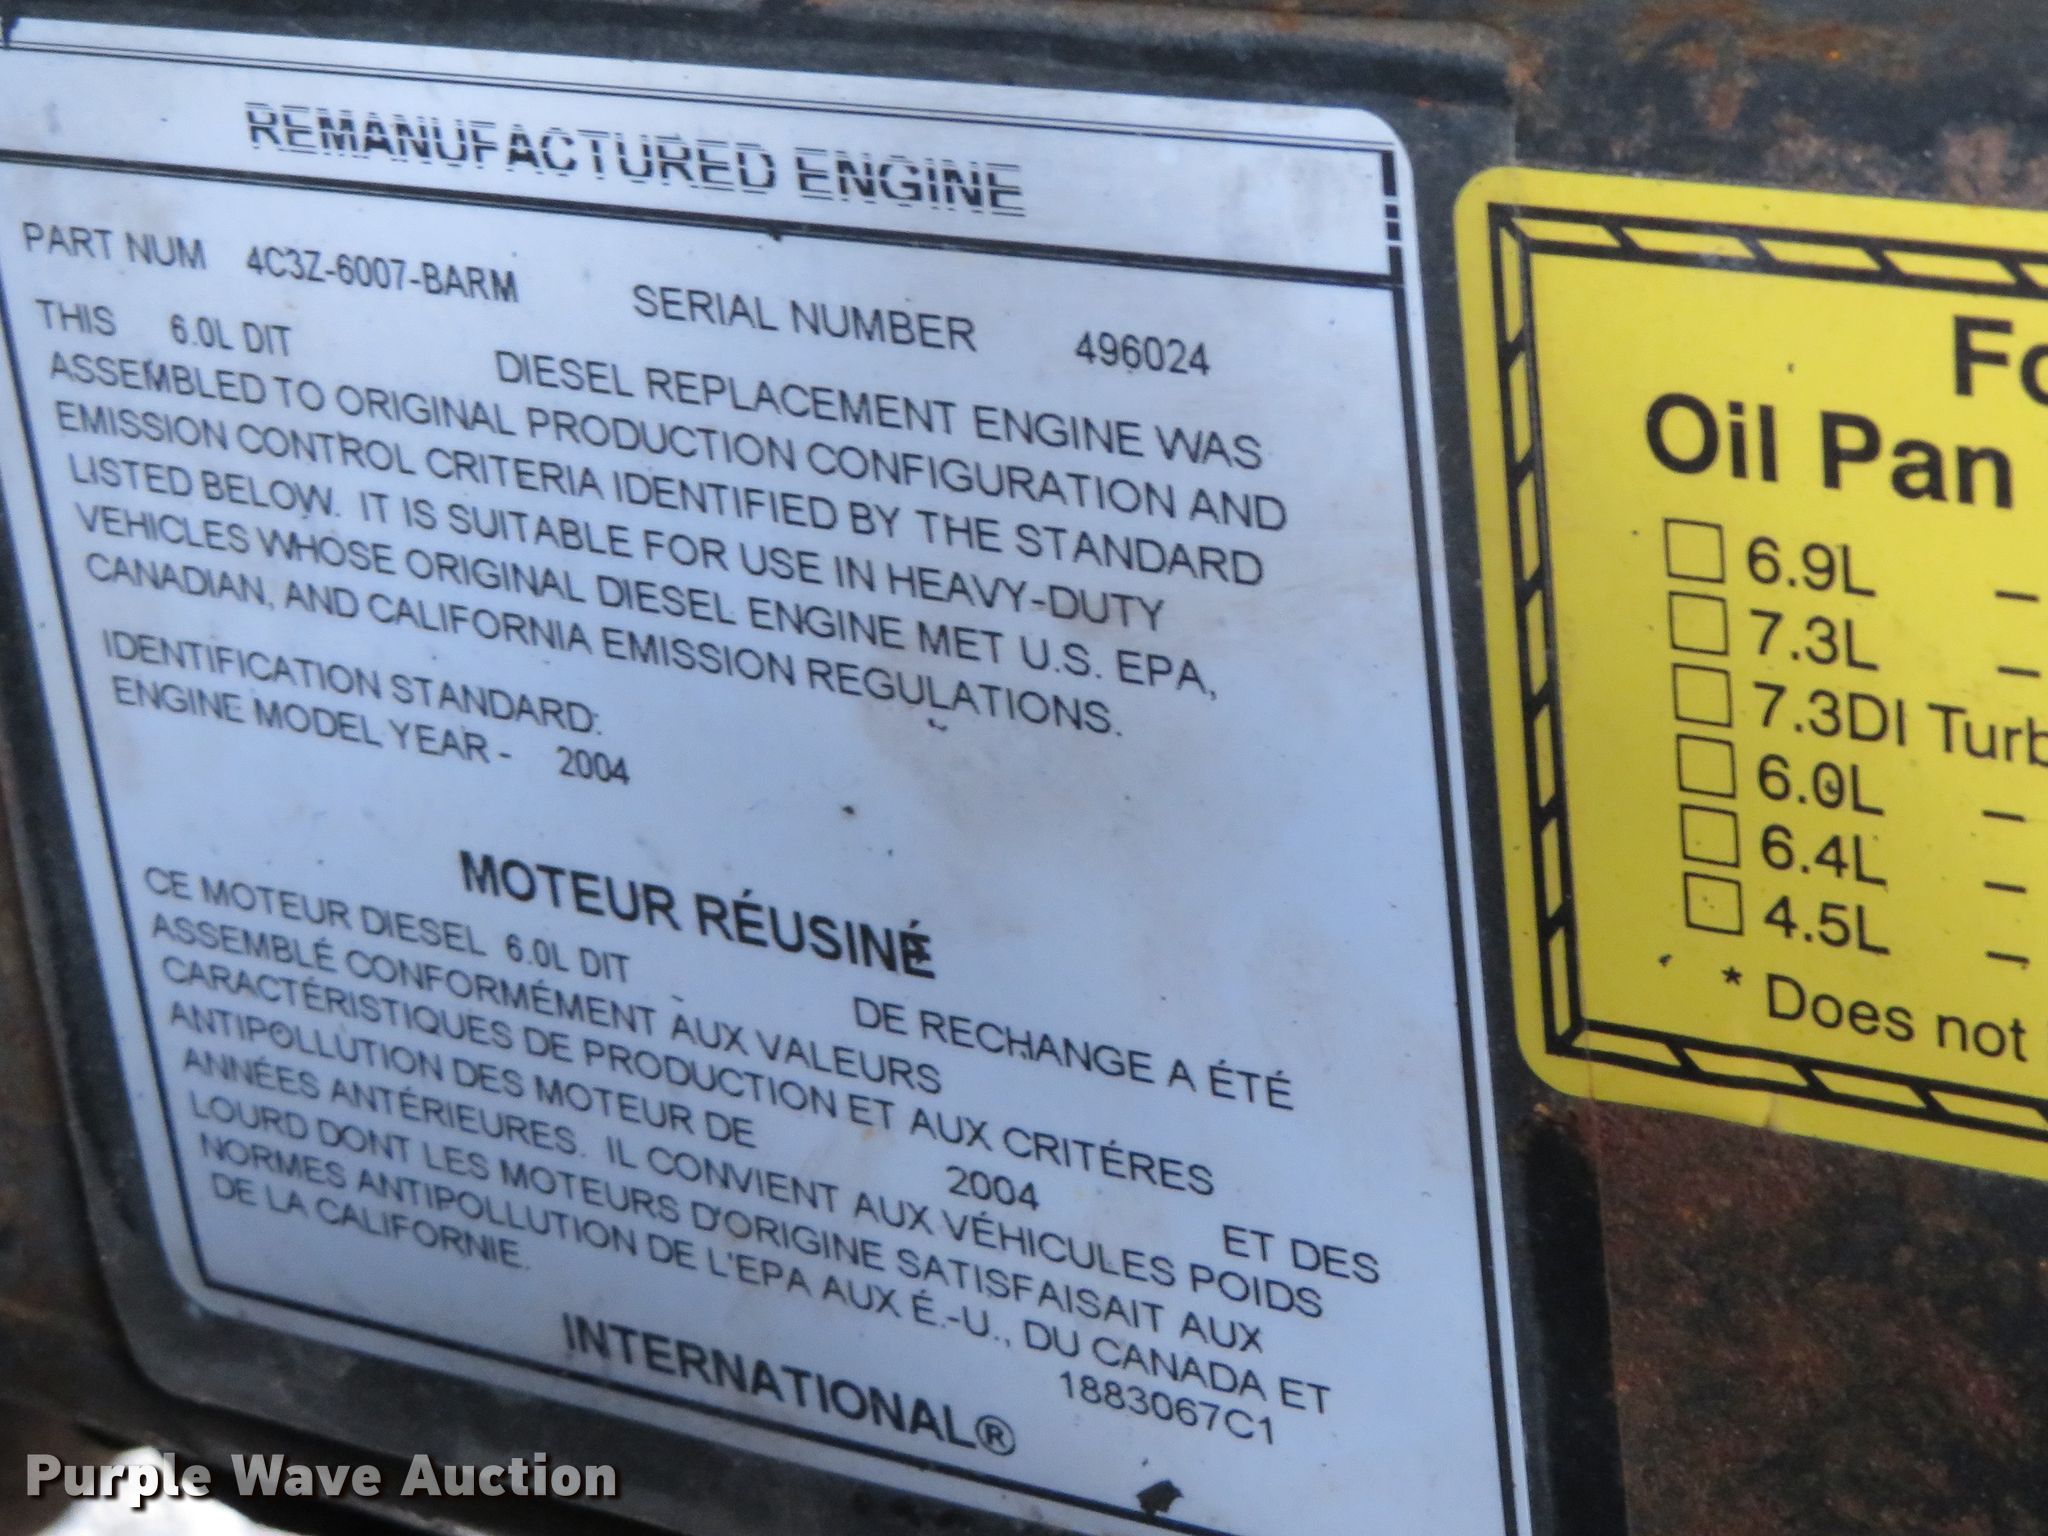 REMANUFACTURED ENGINE
PART NUM 4C3Z-6007-BARM SERIAL NUMBER 496024
THIS 6.0L DIT DIESEL REPLACEMENT ENGINE WAS
ASSEMBLED TO ORIGINAL PRODUCTION CONFIGURATION AND
EMISSION CONTROL CRITERIA IDENTIFIED BY THE STANDARD
LISTED BELOW. IT IS SUITABLE FOR USE IN HEAVY-DUTY
VEHICLES WHOSE ORIGINAL DIESEL ENGINE MET U.S. EPA,
CANADIAN, AND CALIFORNIA EMISSION REGULATIONS.
IDENTIFICATION STANDARD:
ENGINE MODEL YEAR - 2004
MOTEUR RÉUSINÉ
CE MOTEUR DIESEL 6.0L DIT DE RECHANGE A ÉTÉ
ASSEMBLÉ CONFORMÉMENT AUX VALEURS
CARACTÉRISTIQUES DE PRODUCTION ET AUX CRITÉRES
ANTIPOLLUTION DES MOTEUR DE 2004 ET DES
ANNÉES ANTÉRIEURES. IL CONVIENT AUX VÉHICULES POIDS
LOURD DONT LES MOTEURS D'ORIGINE SATISFAISAIT AUX
NORMES ANTIPOLLUTION DE L'EPA AUX É.-U., DU CANADA ET
DE LA CALIFORNIE. 1883067C1
INTERNATIONAL®
Oil Pan
6.9L –
7.3L –
7.3DI
6.0L –
6.4L –
4.5L –
* Does not
Purple Wave Auction